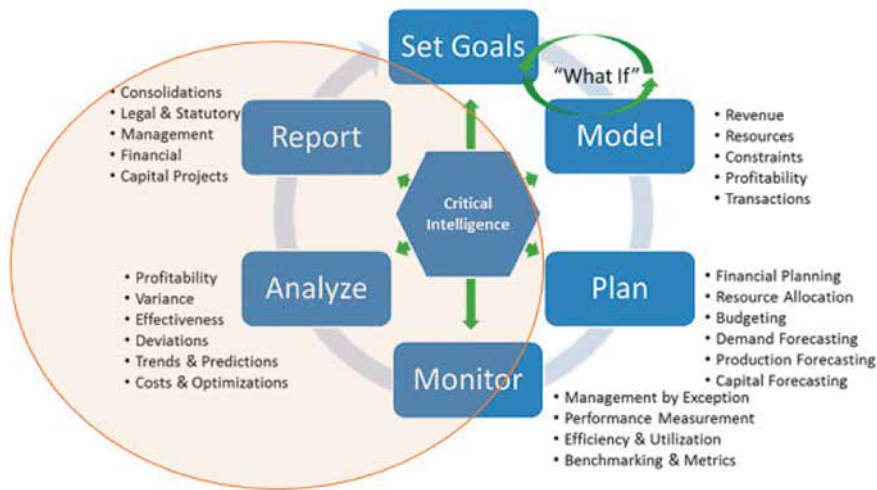 Set Goals
“What If”
Model
• Revenue
• Resources
• Constraints
• Profitability
• Transactions
Plan
• Financial Planning
• Resource Allocation
• Budgeting
• Demand Forecasting
• Production Forecasting
• Capital Forecasting
Monitor
• Management by Exception
• Performance Measurement
• Efficiency & Utilization
• Benchmarking & Metrics
Analyze
• Profitability
• Variance
• Effectiveness
• Deviations
• Trends & Predictions
• Costs & Optimizations
Report
• Consolidations
• Legal & Statutory
• Management
• Financial
• Capital Projects
Critical
Intelligence